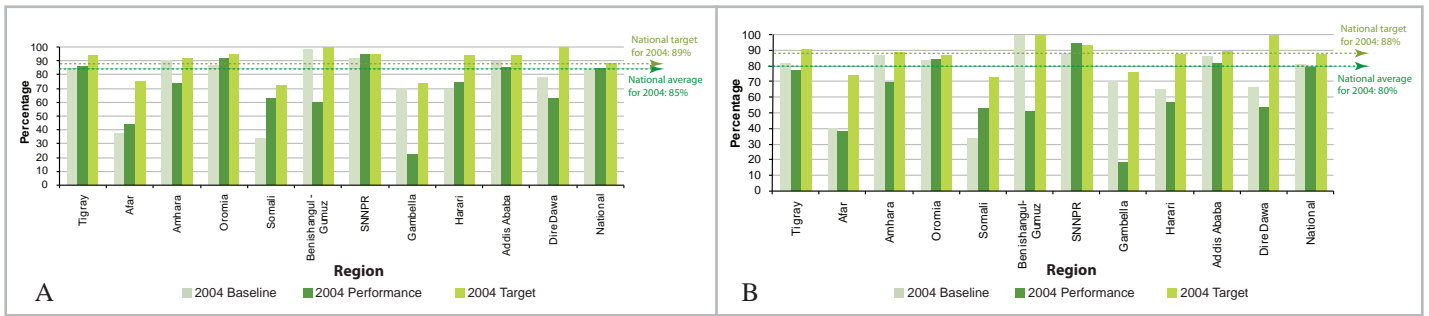 National target
for 2004: 89%
National average
for 2004: 85%
Percentage
100
90
80
70
60
50
40
30
20
10
0
Tigray
Afar
Amhara
Oromia
Somali
Benishangul -
Gunuz
SNNPR
Gambella
Harari
Addis Ababa
Dire Dawa
National
Region
A
2004 Baseline
2004 Performance
2004 Target
National target
for 2004: 88%
National average
for 2004: 80%
Percentage
100
90
80
70
60
50
40
30
20
10
0
Tigray
Afar
Amhara
Oromia
Somali
Benishangul-
Gumuz
SNNPR
Gambella
Harari
Addis Ababa
Dire Dawa
National
Region
B
2004 Baseline
2004 Performance
2004 Target